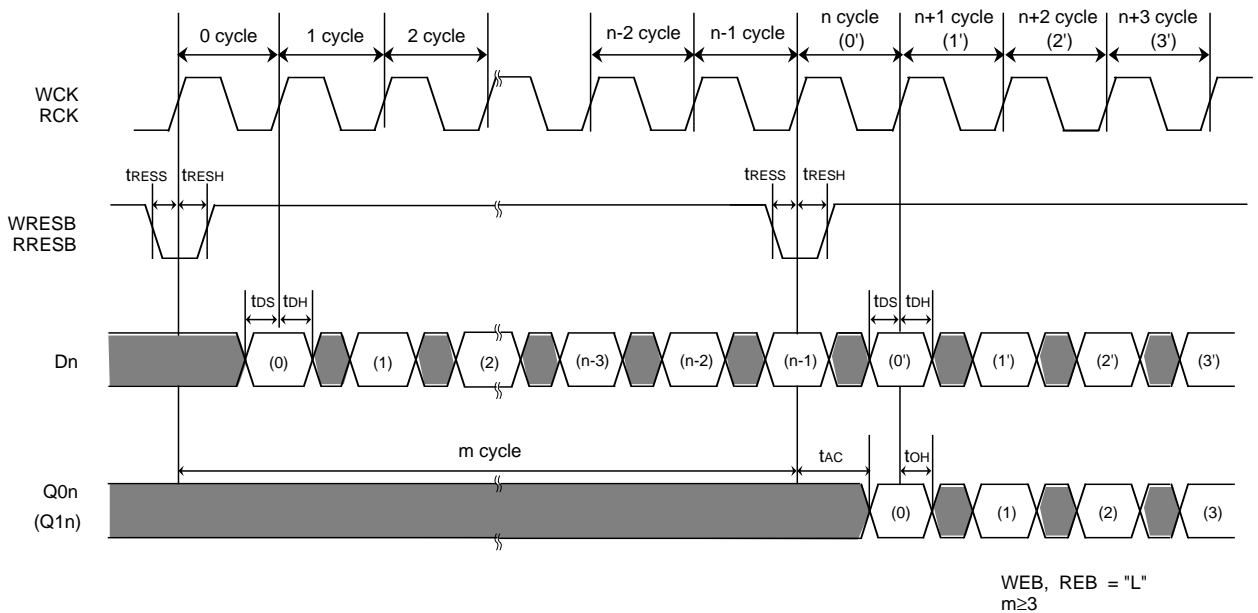 0 cycle 1 cycle 2 cycle n-2 cycle n-1 cycle n cycle (0') n+1 cycle (1') n+2 cycle (2') n+3 cycle (3')
WCK
RCK
tRESS tRESH tRESS tRESH
WRESB
RRESB
tDS tDH tDS tDH
Dn (0) (1) (2) (n-3) (n-2) (n-1) (0') (1') (2') (3')
m cycle tAC tOH
Q0n
(Q1n) (0) (1) (2) (3)
WEB, REB = "L"
m≥3